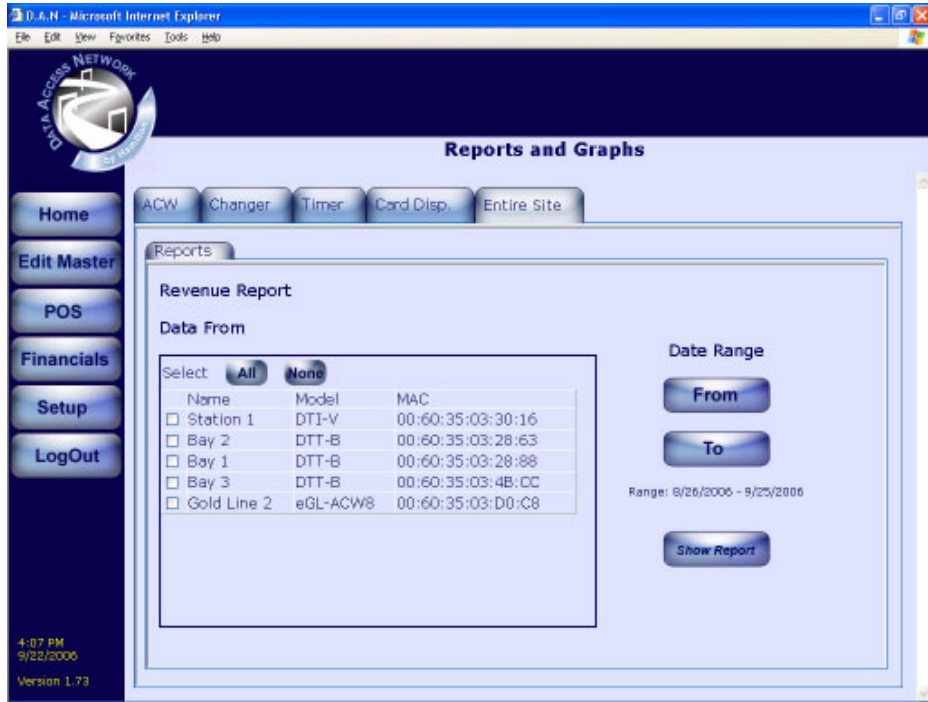 D.A.N - Microsoft Internet Explorer
File Edit View Favorites Tools Help
DATA ACCESS NETWORK
by Hamilton
Reports and Graphs
Home
Edit Master
POS
Financials
Setup
LogOut
4:07 PM
9/22/2006
Version 1.73
ACW Changer Timer Card Disp. Entire Site
Reports
Revenue Report
Data From
Select All None
Name Model MAC
Station 1 DTI-V 00:60:35:03:30:16
Bay 2 DTT-B 00:60:35:03:28:63
Bay 1 DTT-B 00:60:35:03:28:88
Bay 3 DTT-B 00:60:35:03:4B:CC
Gold Line 2 eGL-ACW8 00:60:35:03:D0:C8
Date Range
From
To
Range: 8/26/2006 - 9/25/2006
Show Report